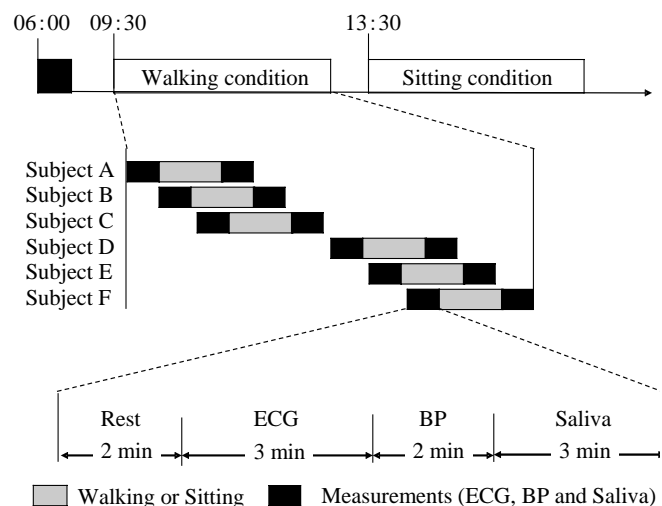 06:00 09:30 13:30
Walking condition Sitting condition
Subject A
Subject B
Subject C
Subject D
Subject E
Subject F
Rest ECG BP Saliva
2 min 3 min 2 min 3 min
Walking or Sitting Measurements (ECG, BP and Saliva)